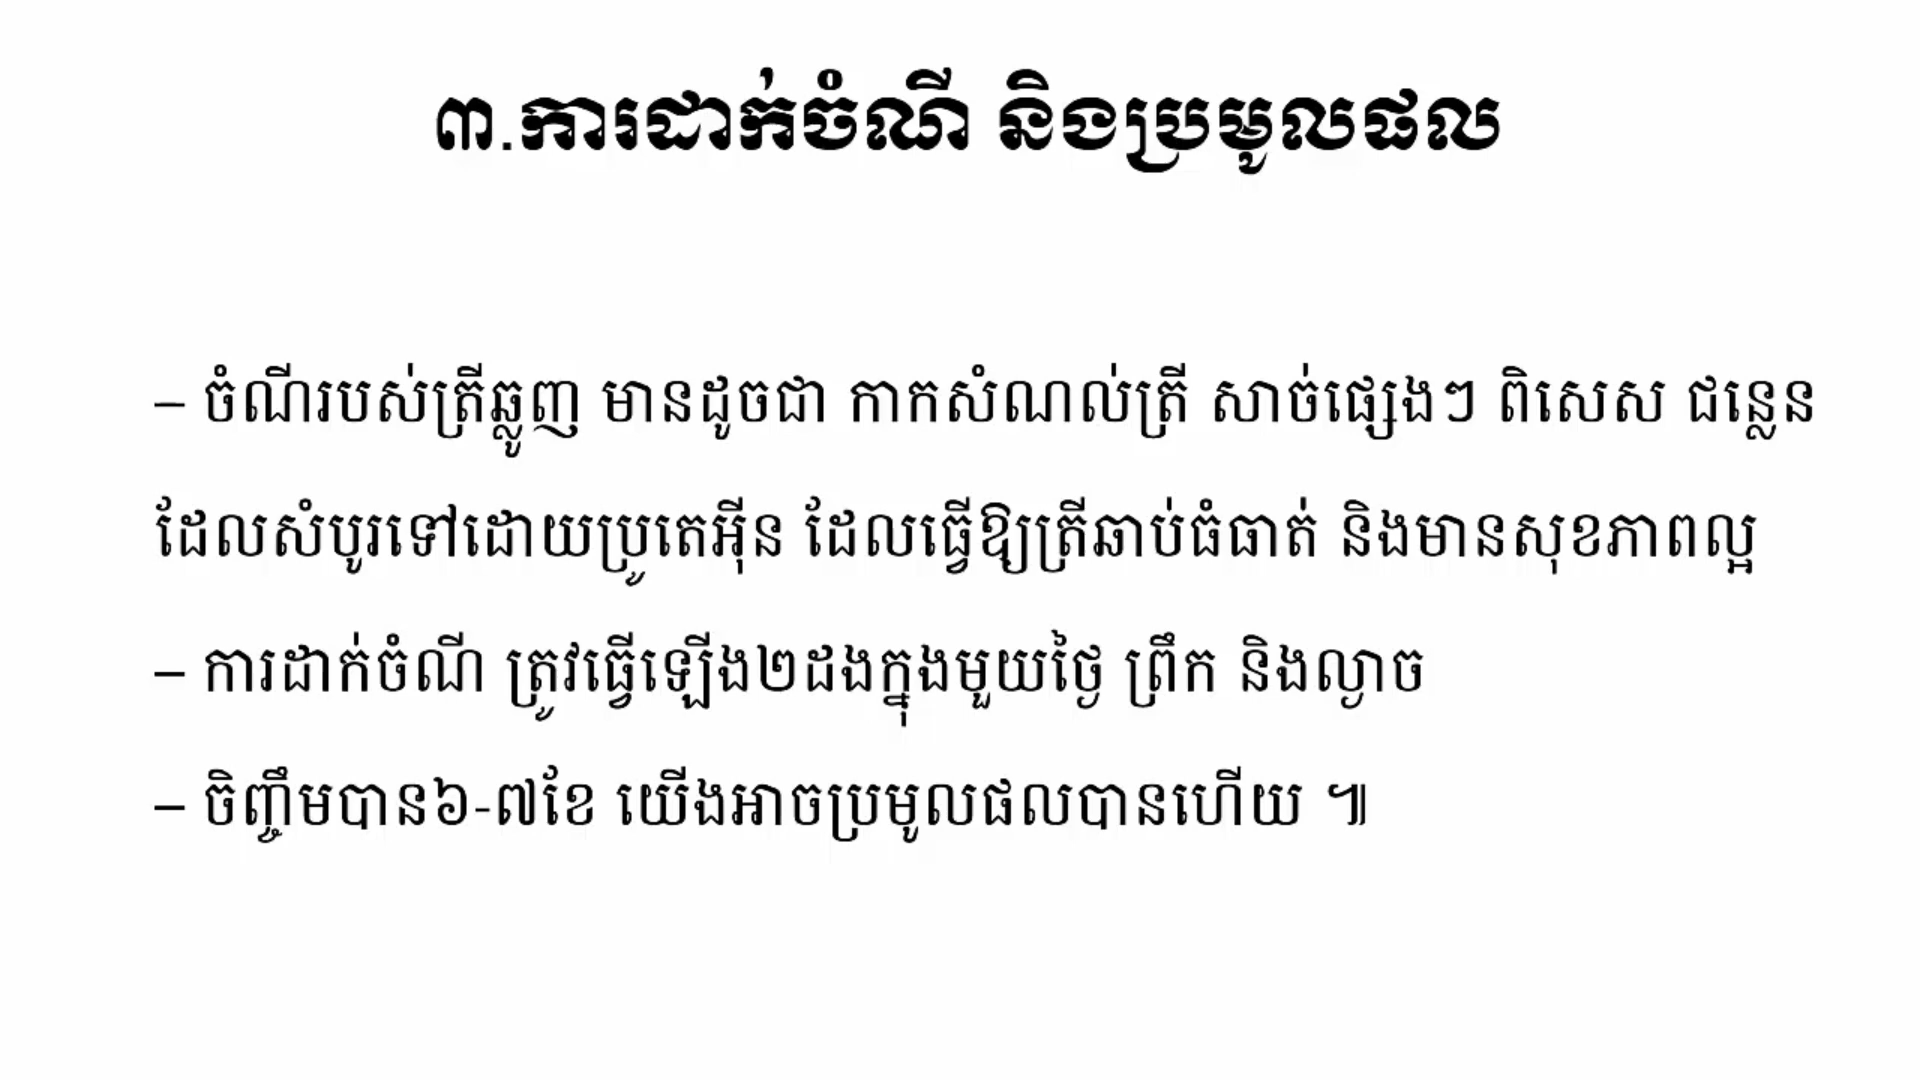 ៣.ការដាក់ចំណី និងប្រមូលផល
– ចំណីរបស់ត្រីឆ្លូញ មានដូចជា កាកសំណល់ត្រី សាច់ផ្សេងៗ ពិសេស ជន្លេន
ដែលសំបូរទៅដោយប្រូតេអ៊ីន ដែលធ្វើឱ្យត្រីឆាប់ធំធាត់ និងមានសុខភាពល្អ
– ការដាក់ចំណី ត្រូវធ្វើឡើង២ដងក្នុងមួយថ្ងៃ ព្រឹក និងល្ងាច
– ចិញ្ចឹមបាន៦-៧ខែ យើងអាចប្រមូលផលបានហើយ ៕